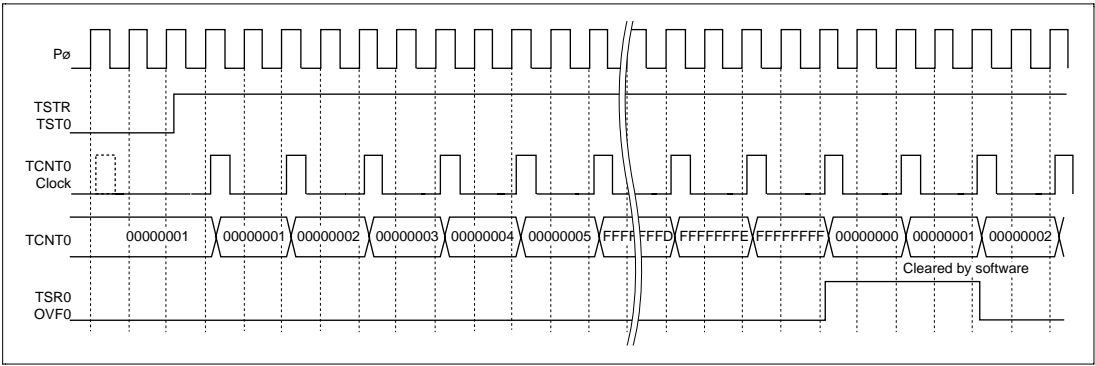 Pø
TSTR
TST0
TCNT0
Clock
TCNT0 00000001 00000001 00000002 00000003 00000004 00000005 FFFFFFFD FFFFFFFE FFFFFFFF 00000000 00000001 00000002
Cleared by software
TSR0
OVF0